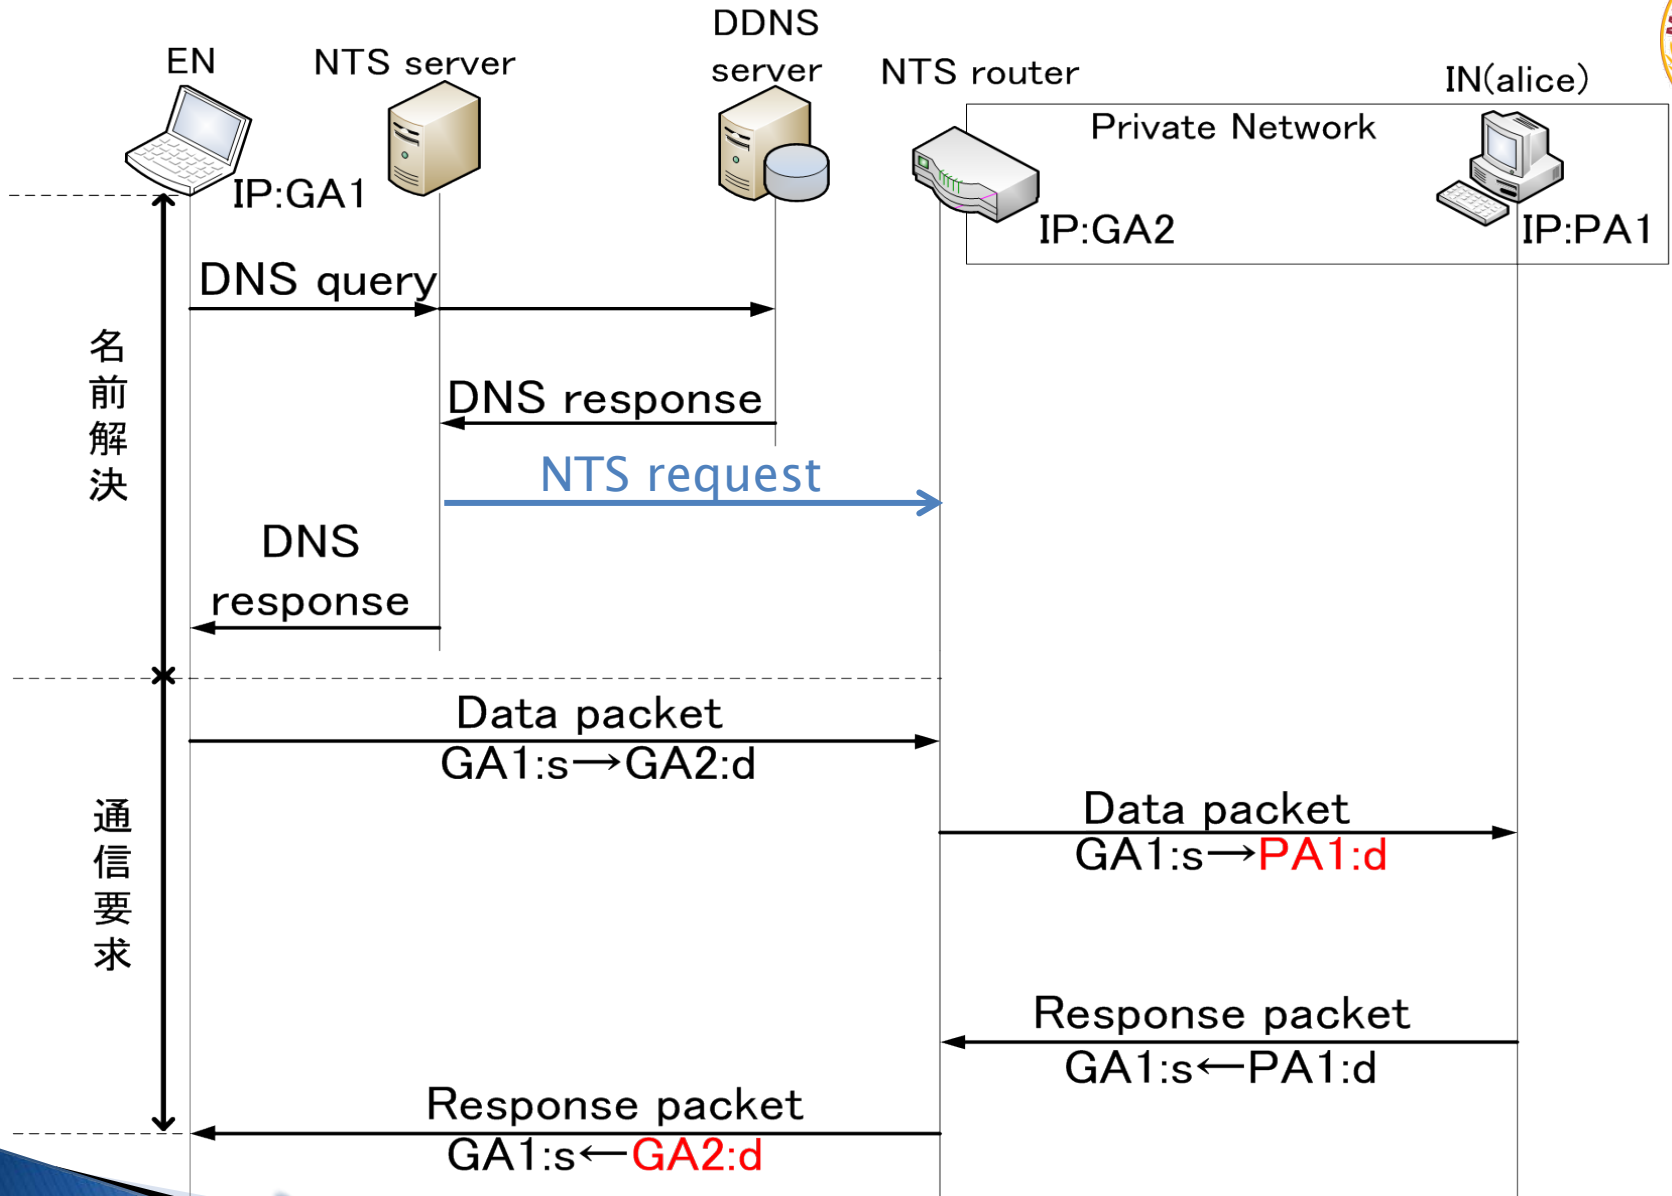 EN
NTS server
DDNS
server
NTS router
IN(alice)
Private Network
IP:GA1
IP:GA2
IP:PA1
DNS query
名前解決
DNS response
NTS request
DNS
response
Data packet
GA1:s→GA2:d
通信要求
Data packet
GA1:s→PA1:d
Response packet
GA1:s←PA1:d
Response packet
GA1:s←GA2:d